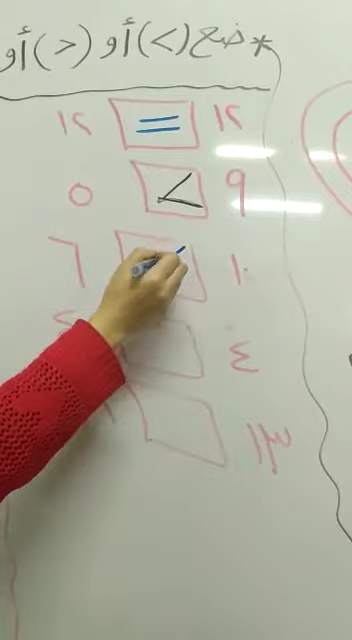 * ضع (>) أو (<) أو
١٢ = ١٢
٩ > ٥
١٠ ٦
٤
١٣